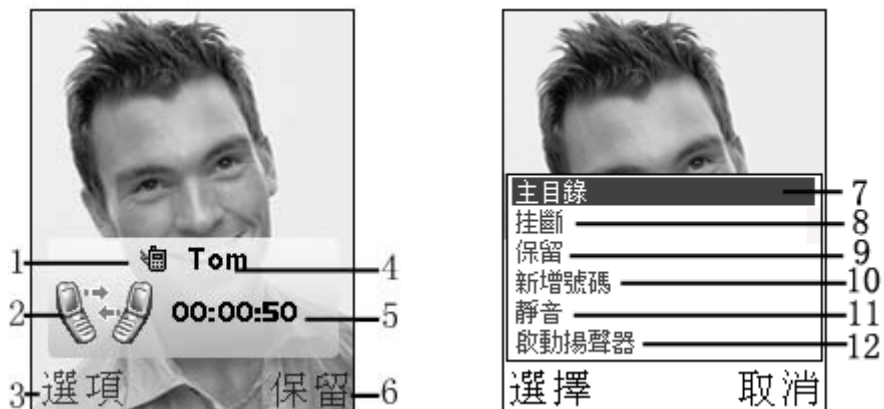 1 Tom 4
2 00:00:50 5
3 選項 保留 6
主目錄 7
挂斷 8
保留 9
新增號碼 10
靜音 11
啟動揚聲器 12
選擇 取消